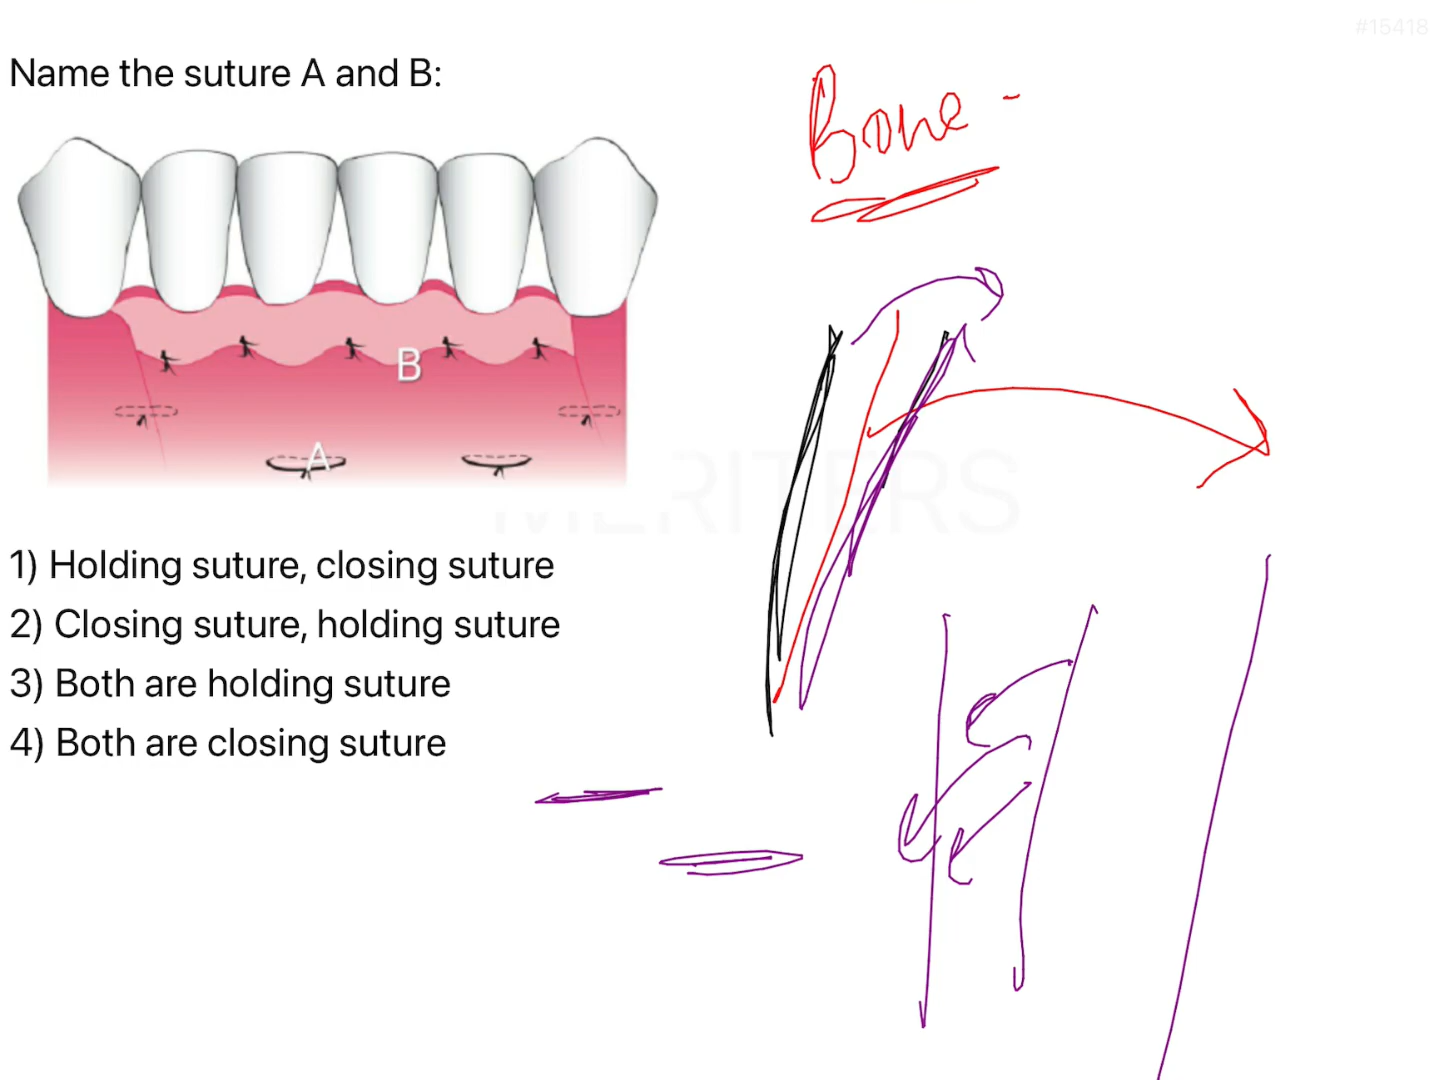 #15418
Name the suture A and B:
Bone -
B
A
MERITERS
1) Holding suture, closing suture
2) Closing suture, holding suture
3) Both are holding suture
4) Both are closing suture